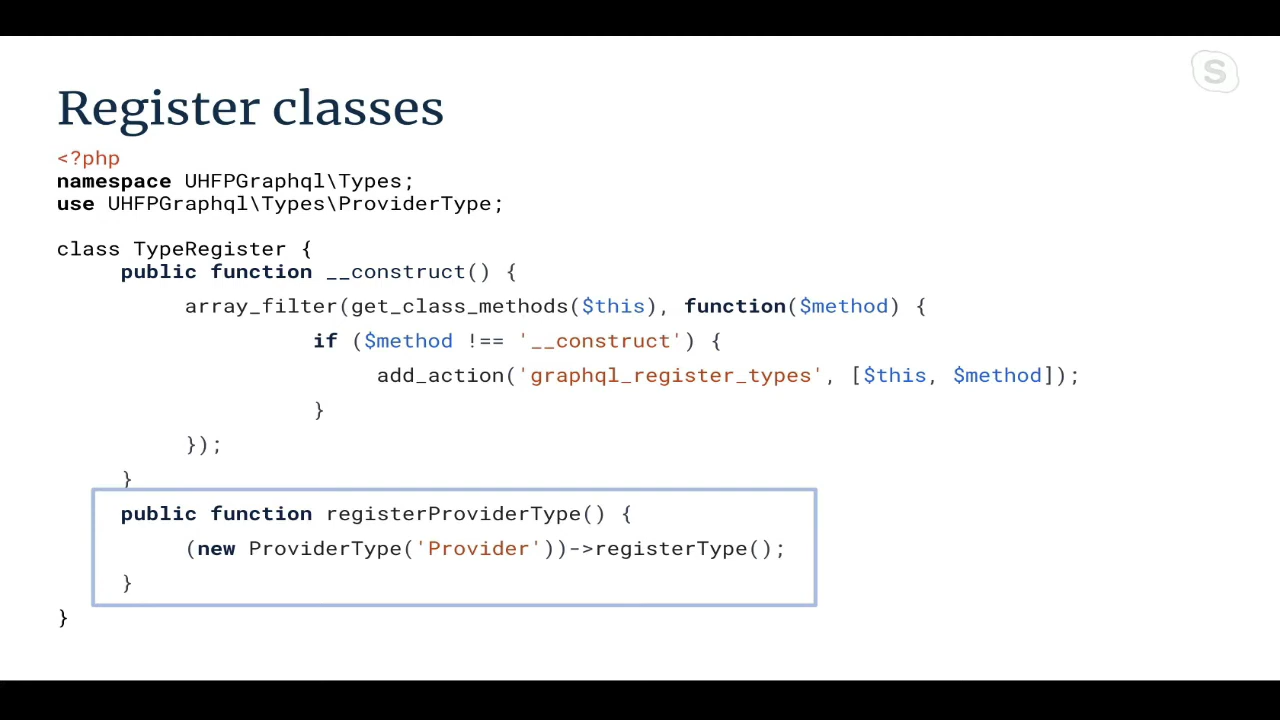 S
Register classes
<?php
namespace UHFPGraphql\Types;
use UHFPGraphql\Types\ProviderType;
class TypeRegister {
public function __construct() {
array_filter(get_class_methods($this), function($method) {
if ($method !== '__construct') {
add_action('graphql_register_types', [$this, $method]);
}
});
}
public function registerProviderType() {
(new ProviderType('Provider'))->registerType();
}
}